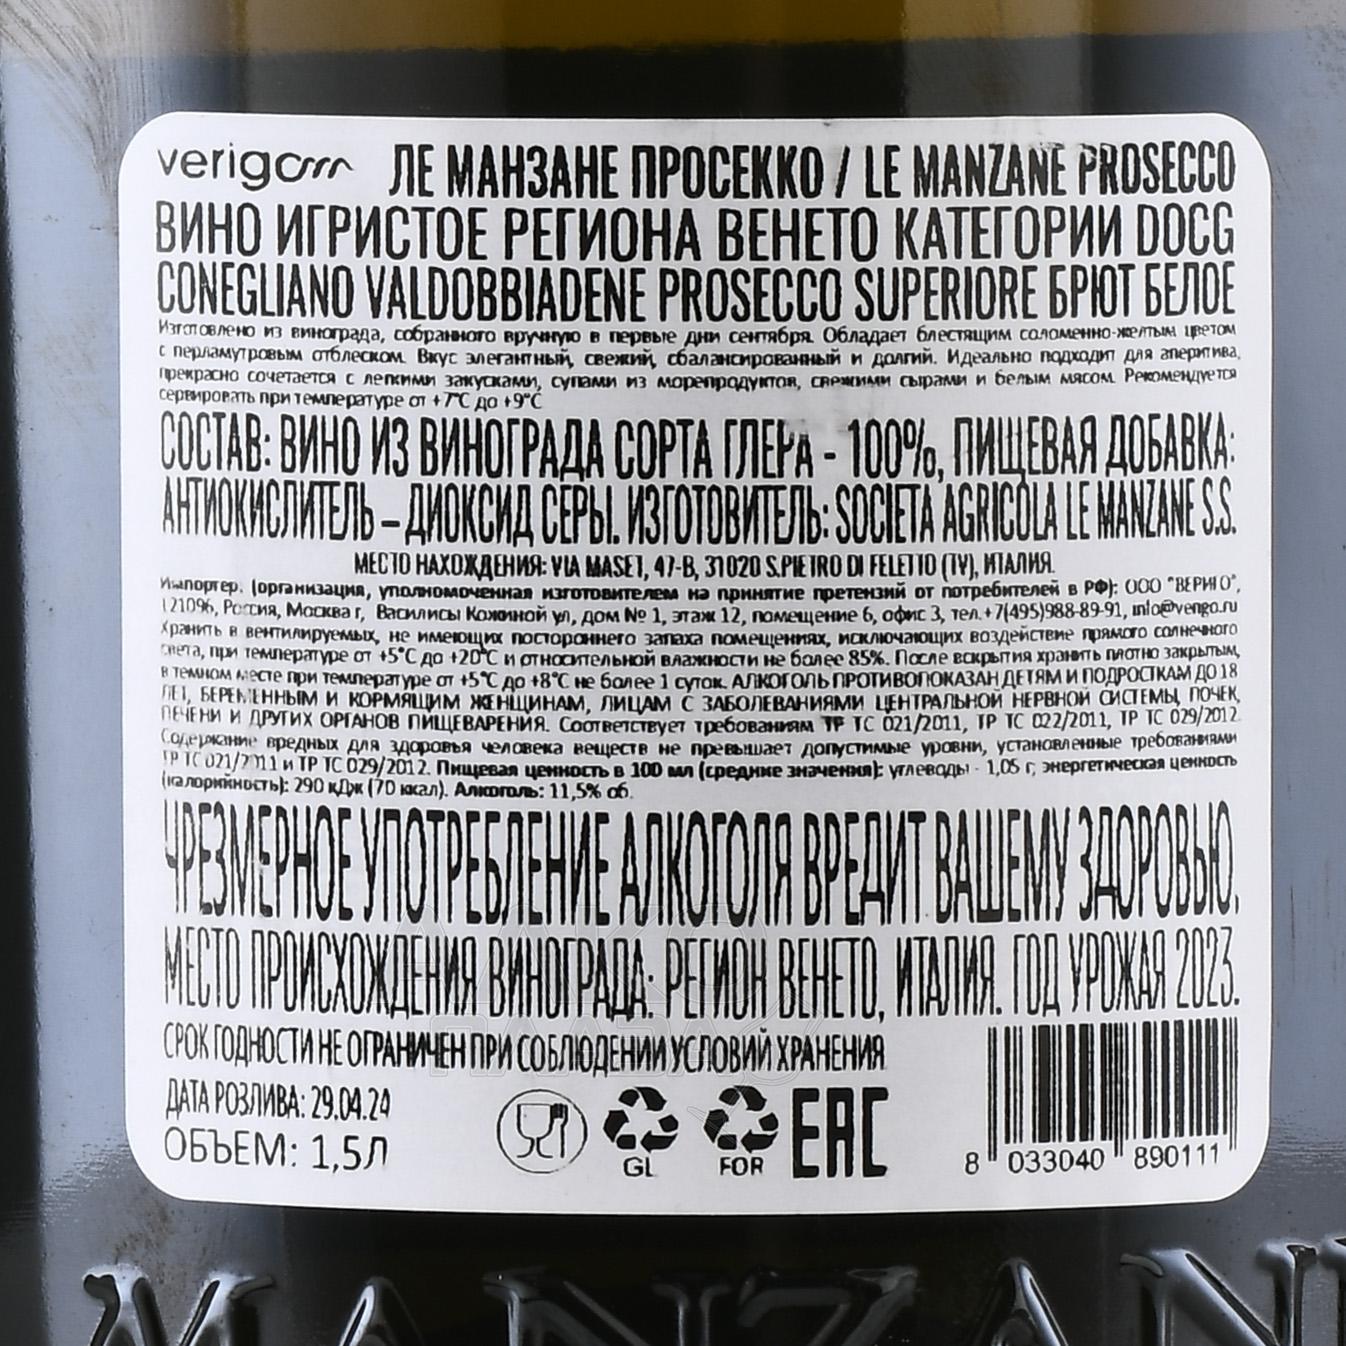 verigo
ЛЕ МАНЗАНЕ ПРОСЕККО / LE MANZANE PROSECCO
ВИНО ИГРИСТОЕ РЕГИОНА ВЕНЕТО КАТЕГОРИИ DOCG
CONEGLIANO VALDOBBIADENE PROSECCO SUPERIORE БРЮТ БЕЛОЕ
Изготовлено из винограда, собранного вручную в первые дни сентября. Обладает блестящим соломенно-желтым цветом
с перламутровым отблеском. Вкус элегантный, свежий, сбалансированный и долгий. Идеально подходит для аперитива,
прекрасно сочетается с легкими закусками, супами из морепродуктов, свежими сырами и белым мясом. Рекомендуется
сервировать при температуре от +7°С до +9°С
СОСТАВ: ВИНО ИЗ ВИНОГРАДА СОРТА ГЛЕРА - 100%, ПИЩЕВАЯ ДОБАВКА:
АНТИОКИСЛИТЕЛЬ – ДИОКСИД СЕРЫ. ИЗГОТОВИТЕЛЬ: SOCIETA AGRICOLA LE MANZANE S.S.
МЕСТО НАХОЖДЕНИЯ: VIA MASET, 47-B, 31020 S.PIETRO DI FELETTO (TV), ИТАЛИЯ.
Импортер. (организация, уполномоченная изготовителем на принятие претензий от потребителей в РФ): ООО "ВЕРИГО",
121096, Россия, Москва г, Василисы Кожиной ул, дом № 1, этаж 12, помещение 6, офис 3, тел.+7(495)988-89-91, info@verigo.ru
Хранить в вентилируемых, не имеющих постороннего запаха помещениях, исключающих воздействие прямого солнечного
света, при температуре от +5°С до +20°С и относительной влажности не более 85%. После вскрытия хранить плотно закрытым,
в темном месте при температуре от +5°С до +8°С не более 1 суток. АЛКОГОЛЬ ПРОТИВОПОКАЗАН ДЕТЯМ И ПОДРОСТКАМ ДО 18
ЛЕТ, БЕРЕМЕННЫМ И КОРМЯЩИМ ЖЕНЩИНАМ, ЛИЦАМ С ЗАБОЛЕВАНИЯМИ ЦЕНТРАЛЬНОЙ НЕРВНОЙ СИСТЕМЫ, ПОЧЕК,
ПЕЧЕНИ И ДРУГИХ ОРГАНОВ ПИЩЕВАРЕНИЯ. Соответствует требованиям ТР ТС 021/2011, ТР ТС 022/2011, ТР ТС 029/2012.
Содержание вредных для здоровья человека веществ не превышает допустимые уровни, установленные требованиями
ТР ТС 021/2011 и ТР ТС 029/2012. Пищевая ценность в 100 мл (средние значения): углеводы - 1,05 г; энергетическая ценность
(калорийность): 290 кДж (70 ккал). Алкоголь: 11,5% об.
ЧРЕЗМЕРНОЕ УПОТРЕБЛЕНИЕ АЛКОГОЛЯ ВРЕДИТ ВАШЕМУ ЗДОРОВЬЮ.
МЕСТО ПРОИСХОЖДЕНИЯ ВИНОГРАДА: РЕГИОН ВЕНЕТО, ИТАЛИЯ. ГОД УРОЖАЯ 2023.
СРОК ГОДНОСТИ НЕ ОГРАНИЧЕН ПРИ СОБЛЮДЕНИИ УСЛОВИЙ ХРАНЕНИЯ
ДАТА РОЗЛИВА: 29.04.24
ОБЪЕМ: 1,5Л
GL
FOR
EAC
8 033040 890111
MANZAN